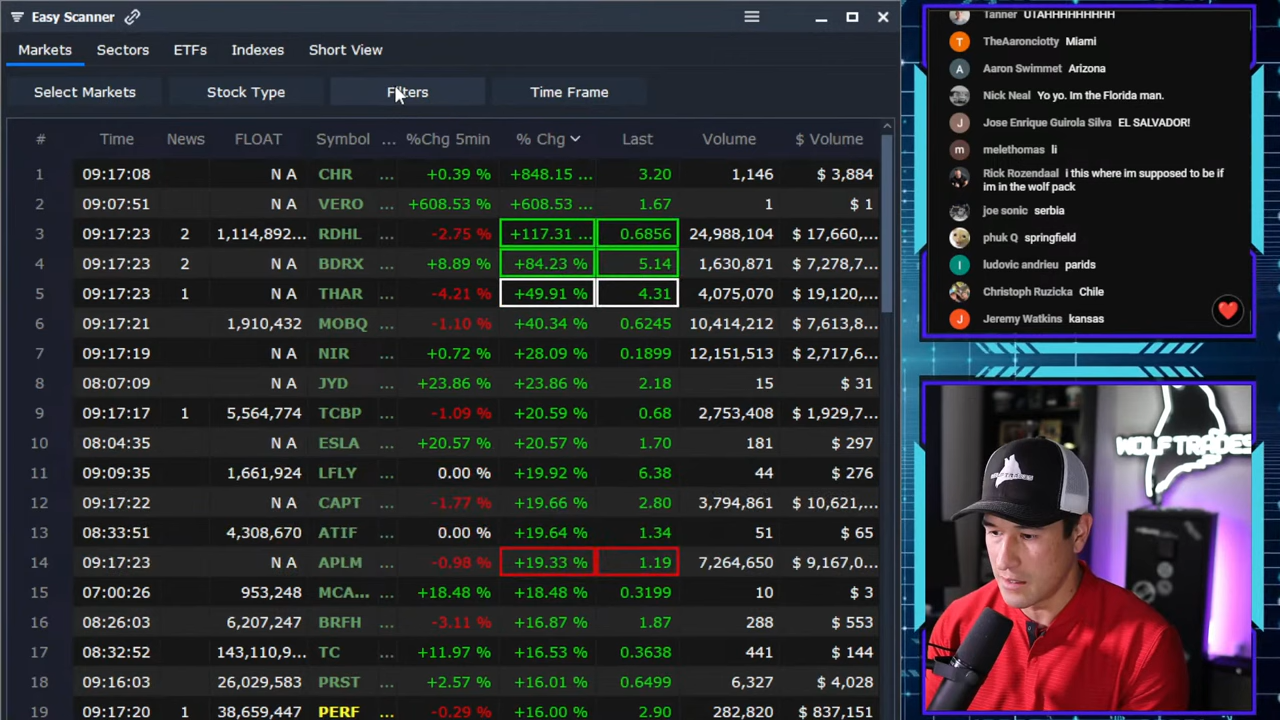 Easy Scanner
Markets Sectors ETFs Indexes Short View
Select Markets Stock Type Filters Time Frame
# Time News FLOAT Symbol ... %Chg 5min % Chg Last Volume $ Volume
1 09:17:08 N A CHR +0.39 % +848.15 ... 3.20 1,146 $ 3,884
2 09:07:51 N A VERO +608.53 % +608.53 ... 1.67 1 $ 1
3 09:17:23 2 1,114,892... RDHL -2.75 % +117.31 ... 0.6856 24,988,104 $ 17,660,...
4 09:17:23 2 N A BDRX +8.89 % +84.23 % 5.14 1,630,871 $ 7,278,7...
5 09:17:23 1 N A THAR -4.21 % +49.91 % 4.31 4,075,070 $ 19,120,...
6 09:17:21 1,910,432 MOBQ ... -1.10 % +40.34 % 0.6245 10,414,212 $ 7,613,8...
7 09:17:19 N A NIR ... +0.72 % +28.09 % 0.1899 12,151,513 $ 2,717,6...
8 08:07:09 N A JYD ... +23.86 % +23.86 % 2.18 15 $ 31
9 09:17:17 1 5,564,774 TCBP ... -1.09 % +20.59 % 0.68 2,753,408 $ 1,929,7...
10 08:04:35 N A ESLA ... +20.57 % +20.57 % 1.70 181 $ 297
11 09:09:35 1,661,924 LFLY ... 0.00 % +19.92 % 6.38 44 $ 276
12 09:17:22 N A CAPT ... -1.77 % +19.66 % 2.80 3,794,861 $ 10,621,...
13 08:33:51 4,308,6... ATIF ... 0.00 % +19.64 % 1.34 51 $ 65
14 09:17:23 N A APLM ... -0.98 % +19.33 % 1.19 7,264,650 $ 9,167,0...
15 07:00:26 953,248 MCA... ... +18.48 % +18.48 % 0.3199 10 $ 3
16 08:26:03 6,207,247 BRFH ... -3.11 % +16.87 % 1.87 288 $ 553
17 08:32:52 143,110,9... TC ... +11.97 % +16.53 % 0.3638 441 $ 144
18 09:16:03 970,583 PRST ... +2.57 % +16.01 % 0.6499 6,327 $ 4,028
19 09:17:20 1 38,659,447 PERF ... -0.29 % +16.00 % 2.90 282,820 $ 837,151
Tanner UTAHHHHHHHHH
TheAaronciotty Miami
Aaron Swimmet Arizona
Nick Neal Yo yo. Im the Florida man.
Jose Enrique Guirola Silva EL SALVADOR!
melethomas li
Rick Rozendaal i this where im supposed to be if
im in the wolf pack
joe sonic serbia
phuk Q springfield
ludovic andrieu parids
Christoph Ruzicka Chile
Jeremy Watkins kansas
WOLFTRADES